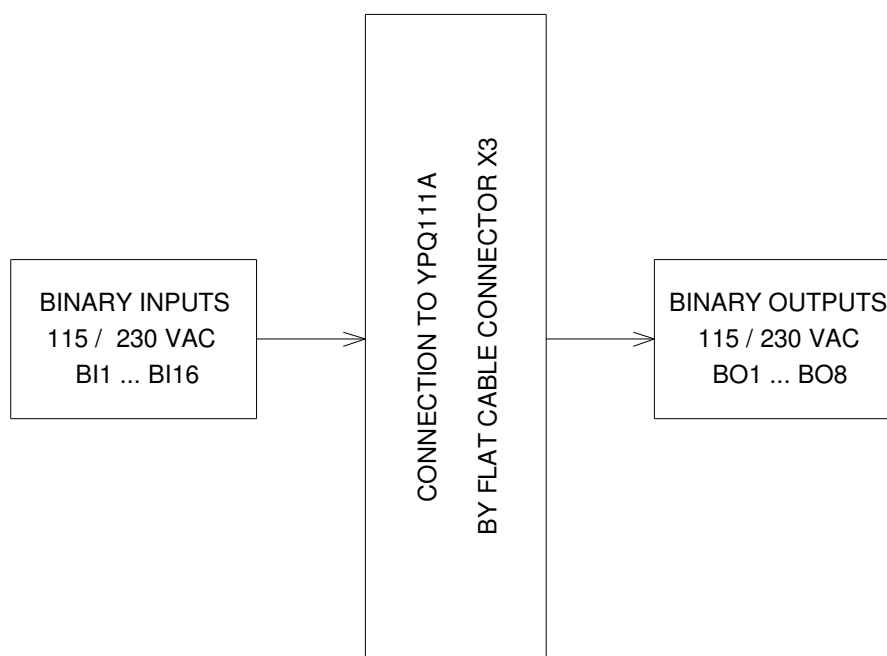 BINARY INPUTS
115 / 230 VAC
BI1 ... BI16
CONNECTION TO YPQ111A
BY FLAT CABLE CONNECTOR X3
BINARY OUTPUTS
115 / 230 VAC
BO1 ... BO8